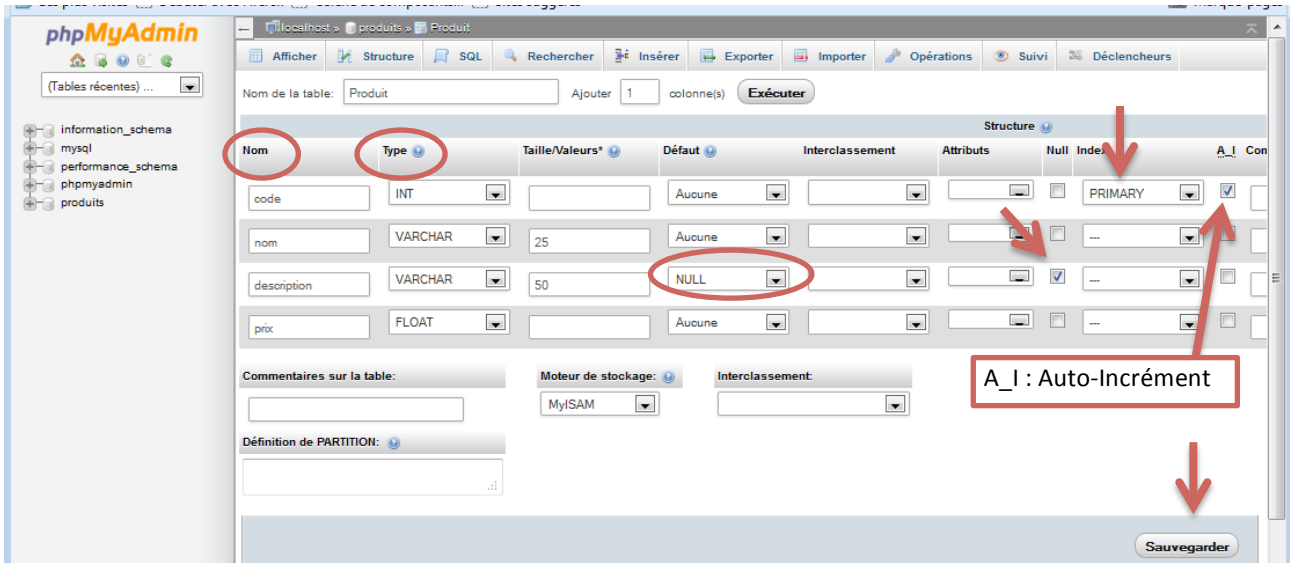 phpMyAdmin
(Tables récentes) ...
information_schema
mysql
performance_schema
phpmyadmin
produits
localhost » produits » Produit
Afficher Structure SQL Rechercher Insérer Exporter Importer Opérations Suivi Déclencheurs
Nom de la table: Produit Ajouter 1 colonne(s) Exécuter
Structure
Nom Type Taille/Valeurs* Défaut Interclassement Attributs Null Index A_I Con
code INT Aucune PRIMARY
nom VARCHAR 25 Aucune ---
description VARCHAR 50 NULL ---
prix FLOAT Aucune ---
Commentaires sur la table: Moteur de stockage: Interclassement:
MyISAM
A_I : Auto-Incrément
Définition de PARTITION:
Sauvegarder